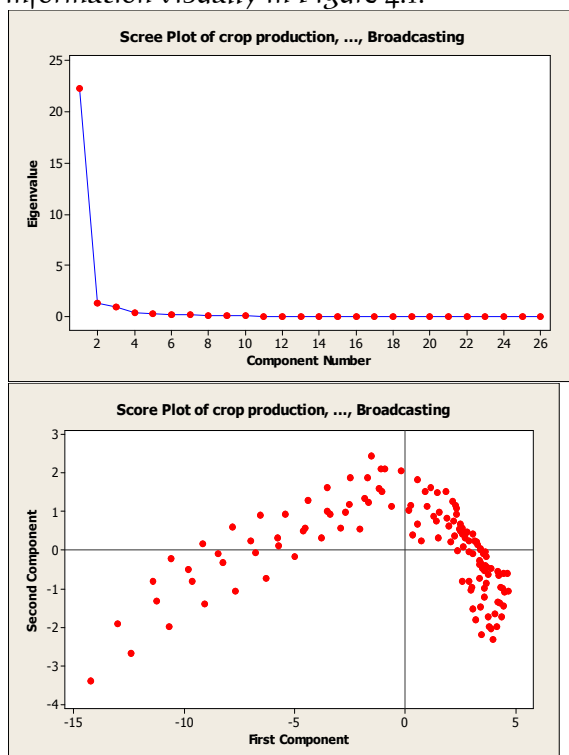 information visually in Figure 4.1.
Scree Plot of crop production, ..., Broadcasting
25
20
15
10
5
0
Eigenvalue
2 4 6 8 10 12 14 16 18 20 22 24 26
Component Number
Score Plot of crop production, ..., Broadcasting
3
2
1
0
-1
-2
-3
-4
Second Component
-15 -10 -5 0 5
First Component